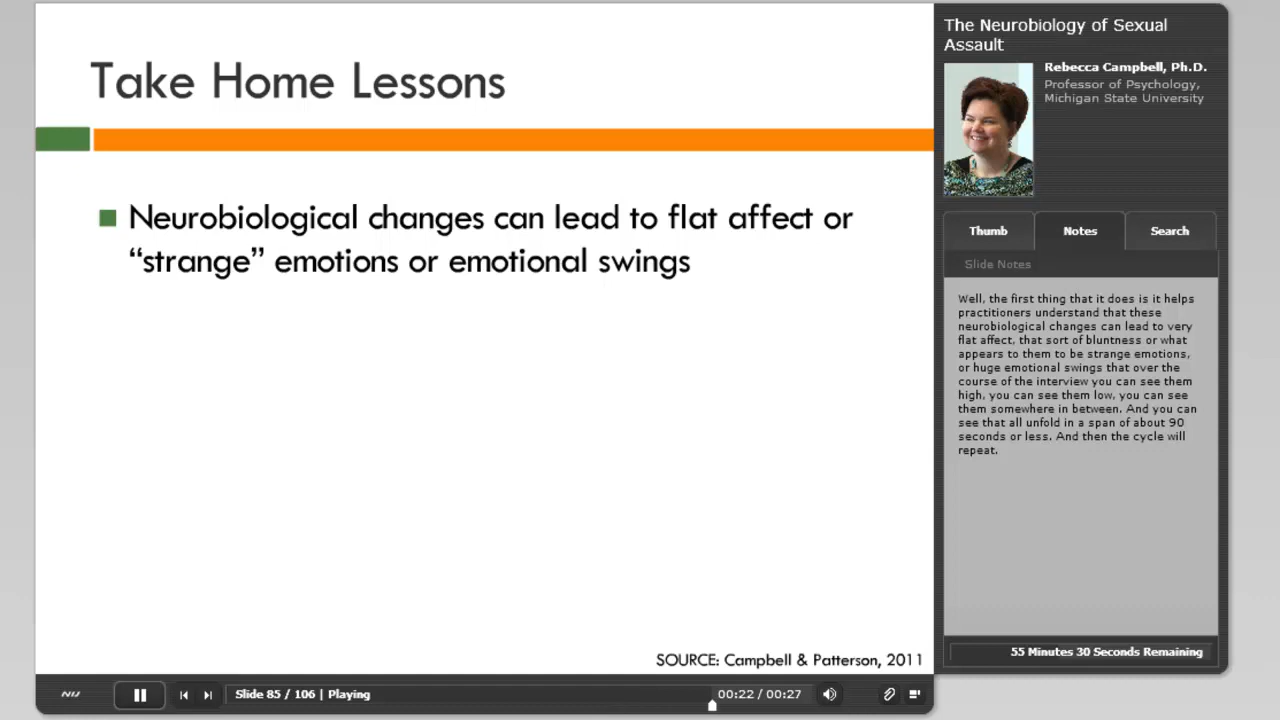 Take Home Lessons
Neurobiological changes can lead to flat affect or
“strange” emotions or emotional swings
SOURCE: Campbell & Patterson, 2011
The Neurobiology of Sexual
Assault
Rebecca Campbell, Ph.D.
Professor of Psychology,
Michigan State University
Thumb
Notes
Search
Slide Notes
Well, the first thing that it does is it helps
practitioners understand that these
neurobiological changes can lead to very
flat affect, that sort of bluntness or what
appears to them to be strange emotions,
or huge emotional swings that over the
course of the interview you can see them
high, you can see them low, you can see
them somewhere in between. And you can
see that all unfold in a span of about 90
seconds or less. And then the cycle will
repeat.
55 Minutes 30 Seconds Remaining
NIJ
Slide 85 / 106 | Playing
00:22 / 00:27